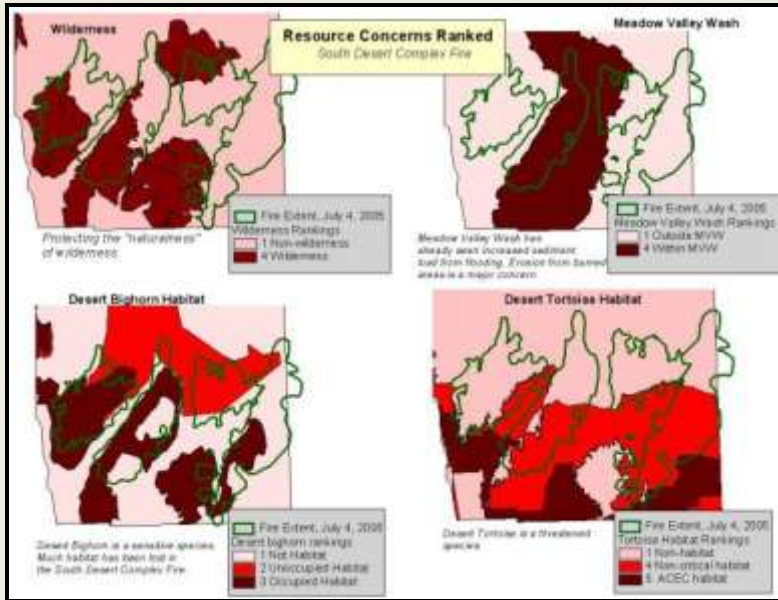 Wilderness
Resource Concerns Ranked
South Desert Complex Fire
Meadow Valley Wash
Fire Extent, July 4, 2005
Wilderness Rankings
1 Non-wilderness
4 Wilderness
Protecting the "naturalness"
of wilderness.
Fire Extent, July 4, 2005
Meadow Valley Wash Rankings
1 Outside MVW
4 Within MVW
Meadow Valley Wash has
already seen increased sediment
load from flooding. Erosion from burned
areas is a major concern.
Desert Bighorn Habitat
Desert Tortoise Habitat
Fire Extent, July 4, 2005
Desert bighorn rankings
1 Not Habitat
2 Unoccupied Habitat
3 Occupied Habitat
Desert Bighorn is a sensitive species.
Much habitat has been lost in
the South Desert Complex Fire.
Fire Extent, July 4, 2005
Tortoise Habitat Rankings
1 Non-habitat
4 Non-critical habitat
5 ACEC habitat
Desert Tortoise is a threatened
species.